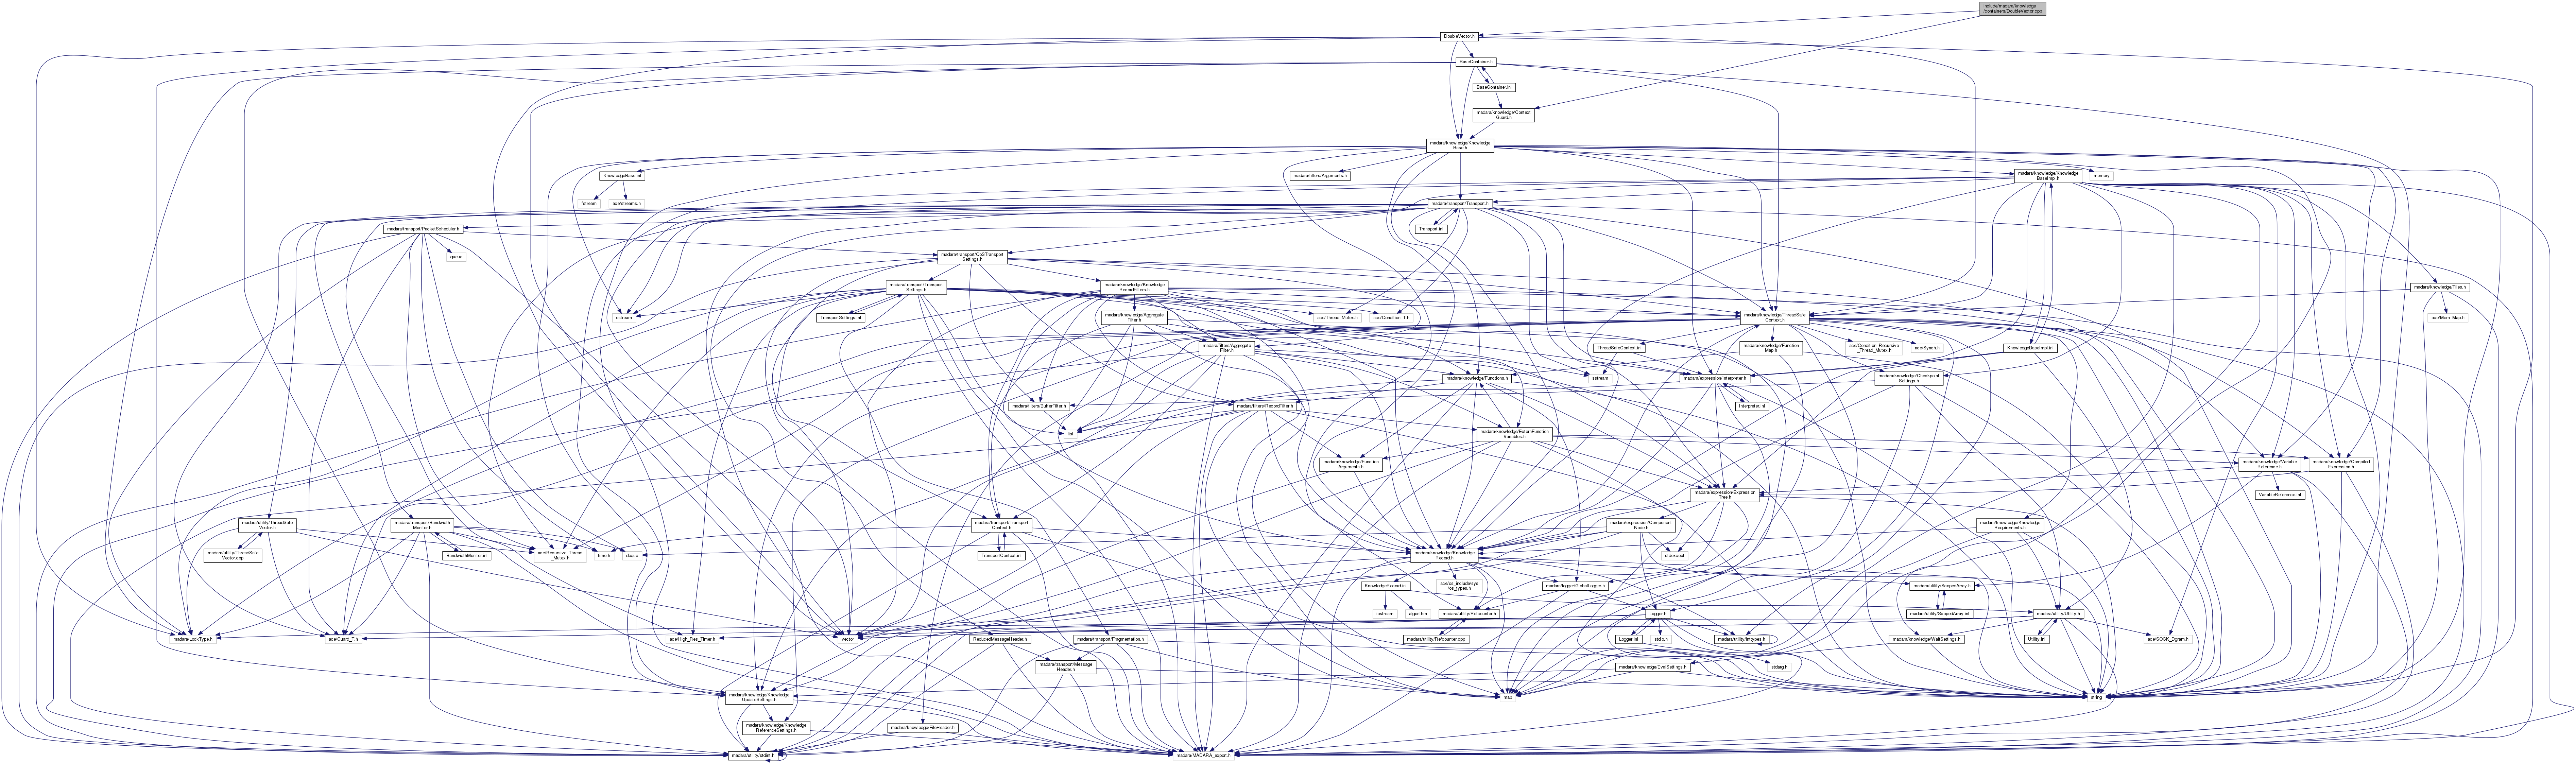 include/madara/knowledge
/containers/DoubleVector.cpp
DoubleVector.h
BaseContainer.h
BaseContainer.inl
madara/knowledge/Context
Guard.h
madara/knowledge/Knowledge
Base.h
KnowledgeBase.inl
madara/filters/Arguments.h
madara/knowledge/Knowledge
BaseImpl.h
memory
fstream
ace/streams.h
madara/transport/Transport.h
Transport.inl
madara/transport/PacketScheduler.h
queue
madara/transport/QoSTransport
Settings.h
madara/transport/Transport
Settings.h
madara/knowledge/Knowledge
RecordFilters.h
madara/knowledge/Files.h
ostream
TransportSettings.inl
madara/knowledge/Aggregate
Filter.h
ace/Thread_Mutex.h
ace/Condition_T.h
madara/knowledge/ThreadSafe
Context.h
ace/Mem_Map.h
madara/filters/Aggregate
Filter.h
ThreadSafeContext.inl
madara/knowledge/Function
Map.h
ace/Condition_Recursive
_Thread_Mutex.h
ace/Synch.h
KnowledgeBaseImpl.inl
madara/knowledge/Functions.h
sstream
madara/expression/Interpreter.h
madara/knowledge/Checkpoint
Settings.h
madara/filters/BufferFilter.h
madara/filters/RecordFilter.h
Interpreter.inl
list
madara/knowledge/ExternFunction
Variables.h
madara/knowledge/Function
Arguments.h
madara/knowledge/Variable
Reference.h
madara/knowledge/Compiled
Expression.h
madara/expression/Expression
Tree.h
VariableReference.inl
madara/utility/ThreadSafe
Vector.h
madara/transport/Bandwidth
Monitor.h
madara/transport/Transport
Context.h
madara/expression/Component
Node.h
madara/knowledge/Knowledge
Requirements.h
madara/utility/ThreadSafe
Vector.cpp
BandwidthMonitor.inl
ace/Recursive_Thread
_Mutex.h
time.h
deque
TransportContext.inl
madara/knowledge/Knowledge
Record.h
stdexcept
KnowledgeRecord.inl
ace/os_include/sys
/os_types.h
madara/logger/GlobalLogger.h
madara/utility/ScopedArray.h
iostream
algorithm
madara/utility/Refcounter.h
Logger.h
madara/utility/ScopedArray.inl
madara/utility/Utility.h
madara/LockType.h
ace/Guard_T.h
ace/High_Res_Timer.h
vector
ReducedMessageHeader.h
madara/transport/Fragmentation.h
madara/utility/Refcounter.cpp
Logger.inl
stdio.h
madara/utility/inttypes.h
madara/knowledge/WaitSettings.h
Utility.inl
ace/SOCK_Dgram.h
madara/transport/Message
Header.h
stdarg.h
madara/knowledge/EvalSettings.h
madara/knowledge/Knowledge
UpdateSettings.h
map
string
madara/knowledge/Knowledge
ReferenceSettings.h
madara/knowledge/FileHeader.h
madara/utility/stdint.h
madara/MADARA_export.h